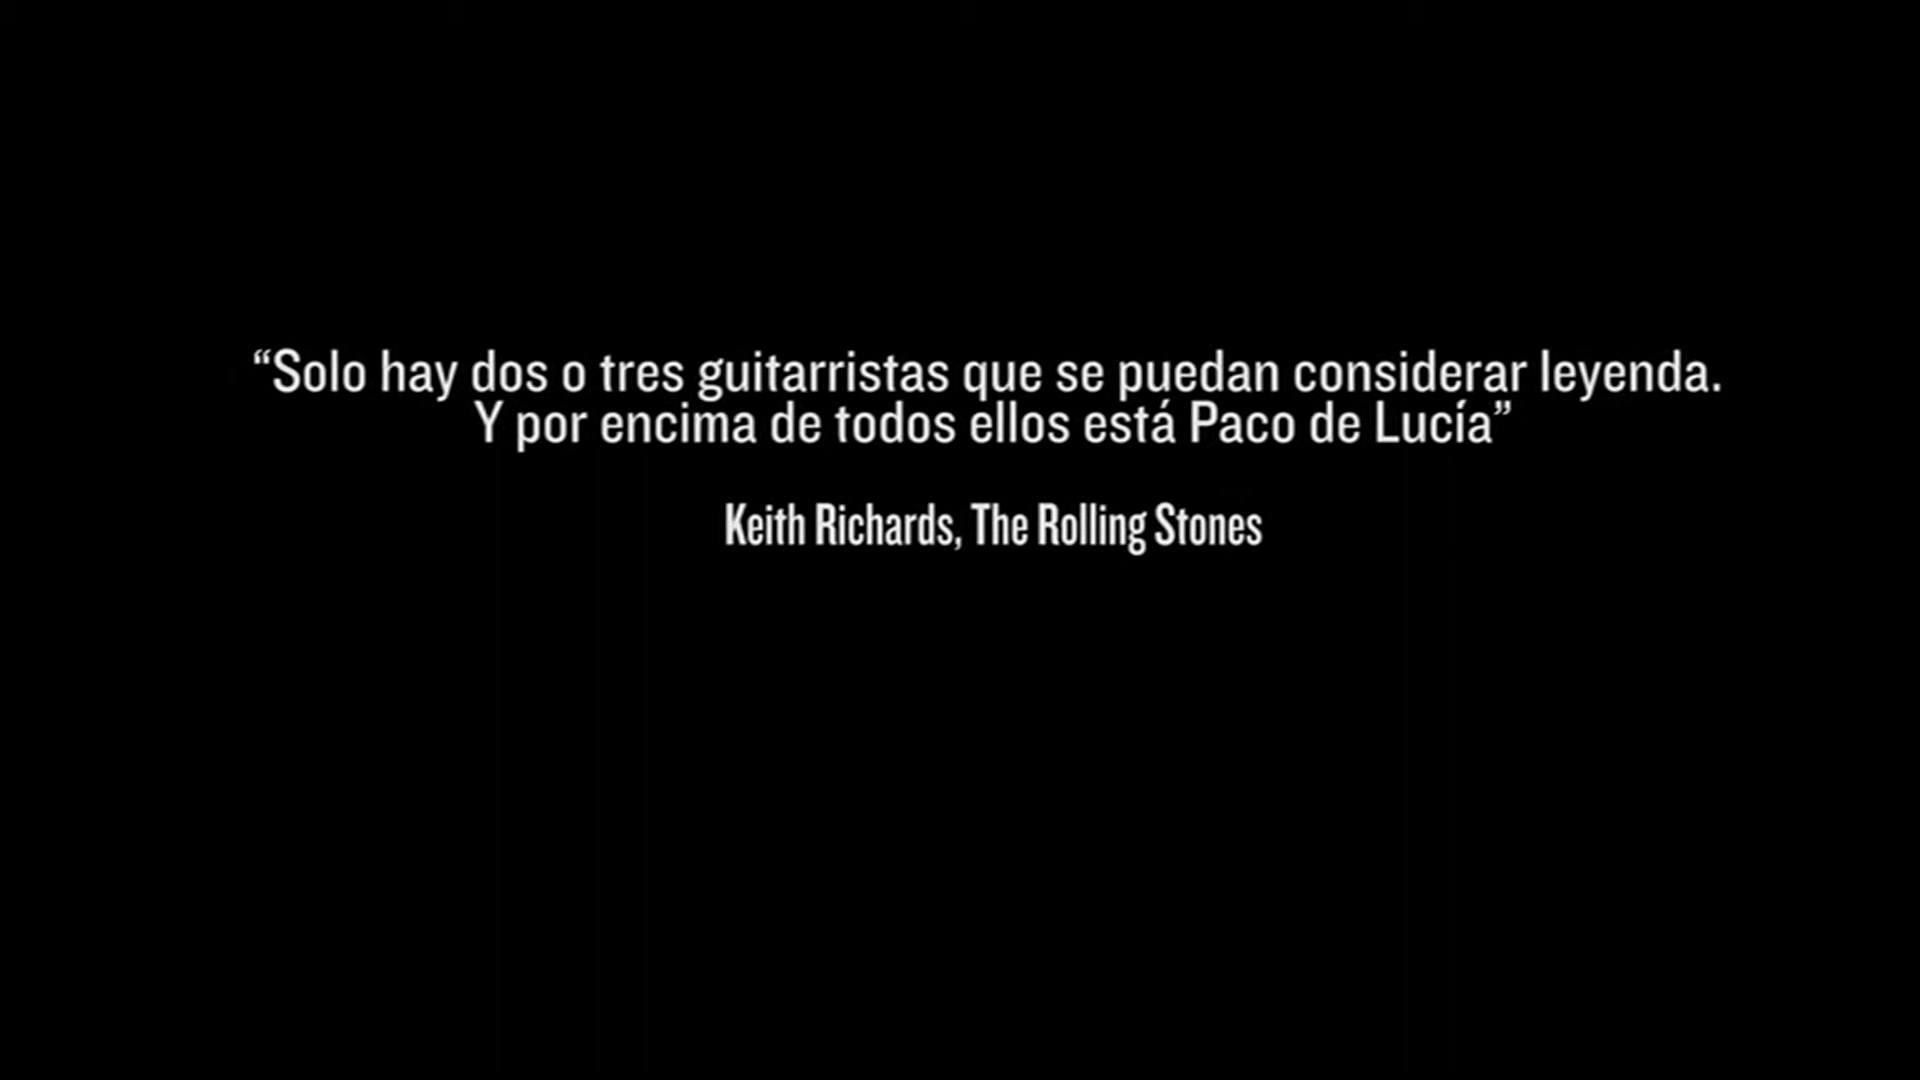 “Solo hay dos o tres guitarristas que se puedan considerar leyenda.
Y por encima de todos ellos está Paco de Lucía”
Keith Richards, The Rolling Stones